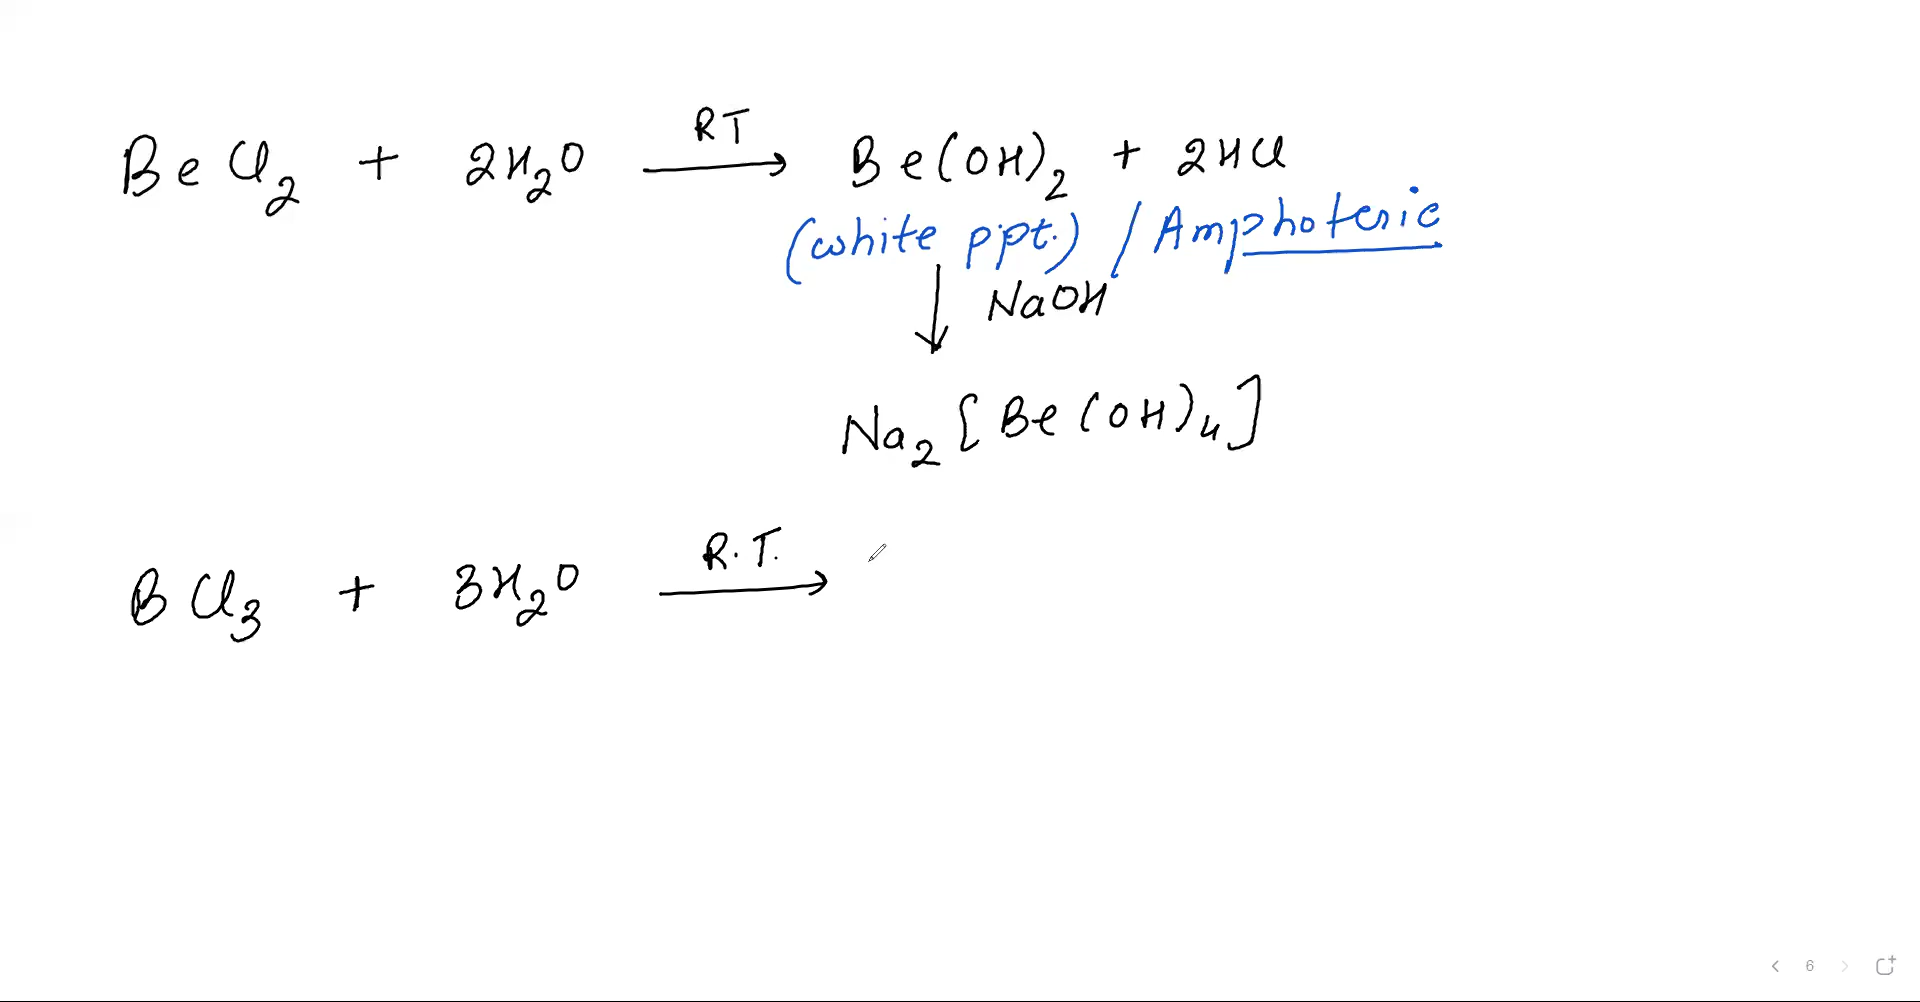 RT
BeCl₂ + 2H₂O ⟶ Be(OH)₂ + 2HCl
(white ppt.) / Amphoteric
↓ NaOH
Na₂[Be(OH)₄]
R.T.
BCl₃ + 3H₂O ⟶
6